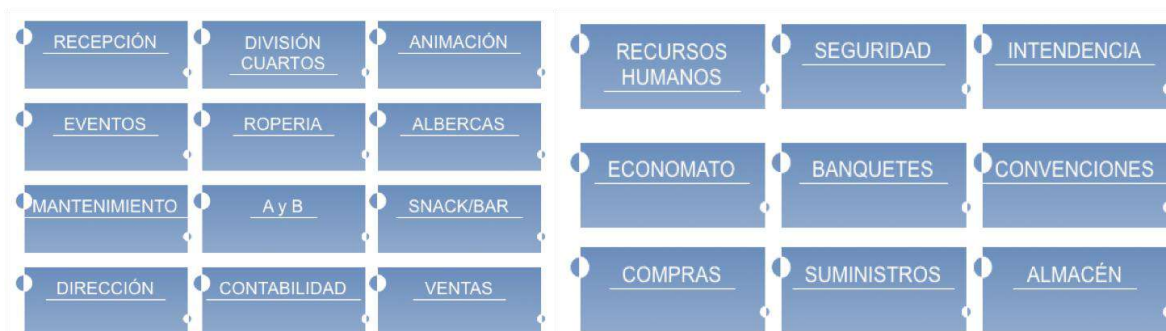 RECEPCIÓN
DIVISIÓN
CUARTOS
ANIMACIÓN
EVENTOS
ROPERIA
ALBERCAS
MANTENIMIENTO
A y B
SNACK/BAR
DIRECCIÓN
CONTABILIDAD
VENTAS
RECURSOS
HUMANOS
SEGURIDAD
INTENDENCIA
ECONOMATO
BANQUETES
CONVENCIONES
COMPRAS
SUMINISTROS
ALMACÉN